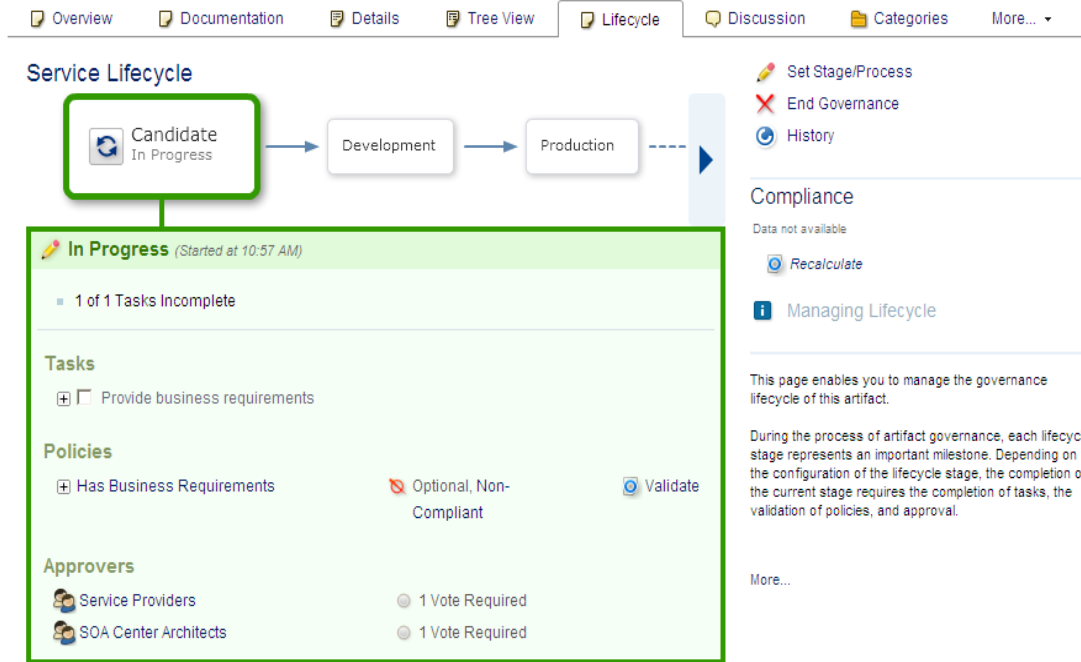 Overview Documentation Details Tree View Lifecycle Discussion Categories More...
Service Lifecycle
Candidate
In Progress
Development
Production
In Progress (Started at 10:57 AM)
1 of 1 Tasks Incomplete
Tasks
Provide business requirements
Policies
Has Business Requirements Optional, Non-
Compliant Validate
Approvers
Service Providers 1 Vote Required
SOA Center Architects 1 Vote Required
Set Stage/Process
End Governance
History
Compliance
Data not available
Recalculate
i Managing Lifecycle
This page enables you to manage the governance
lifecycle of this artifact.
During the process of artifact governance, each lifecyc
stage represents an important milestone. Depending on
the configuration of the lifecycle stage, the completion o
the current stage requires the completion of tasks, the
validation of policies, and approval.
More...